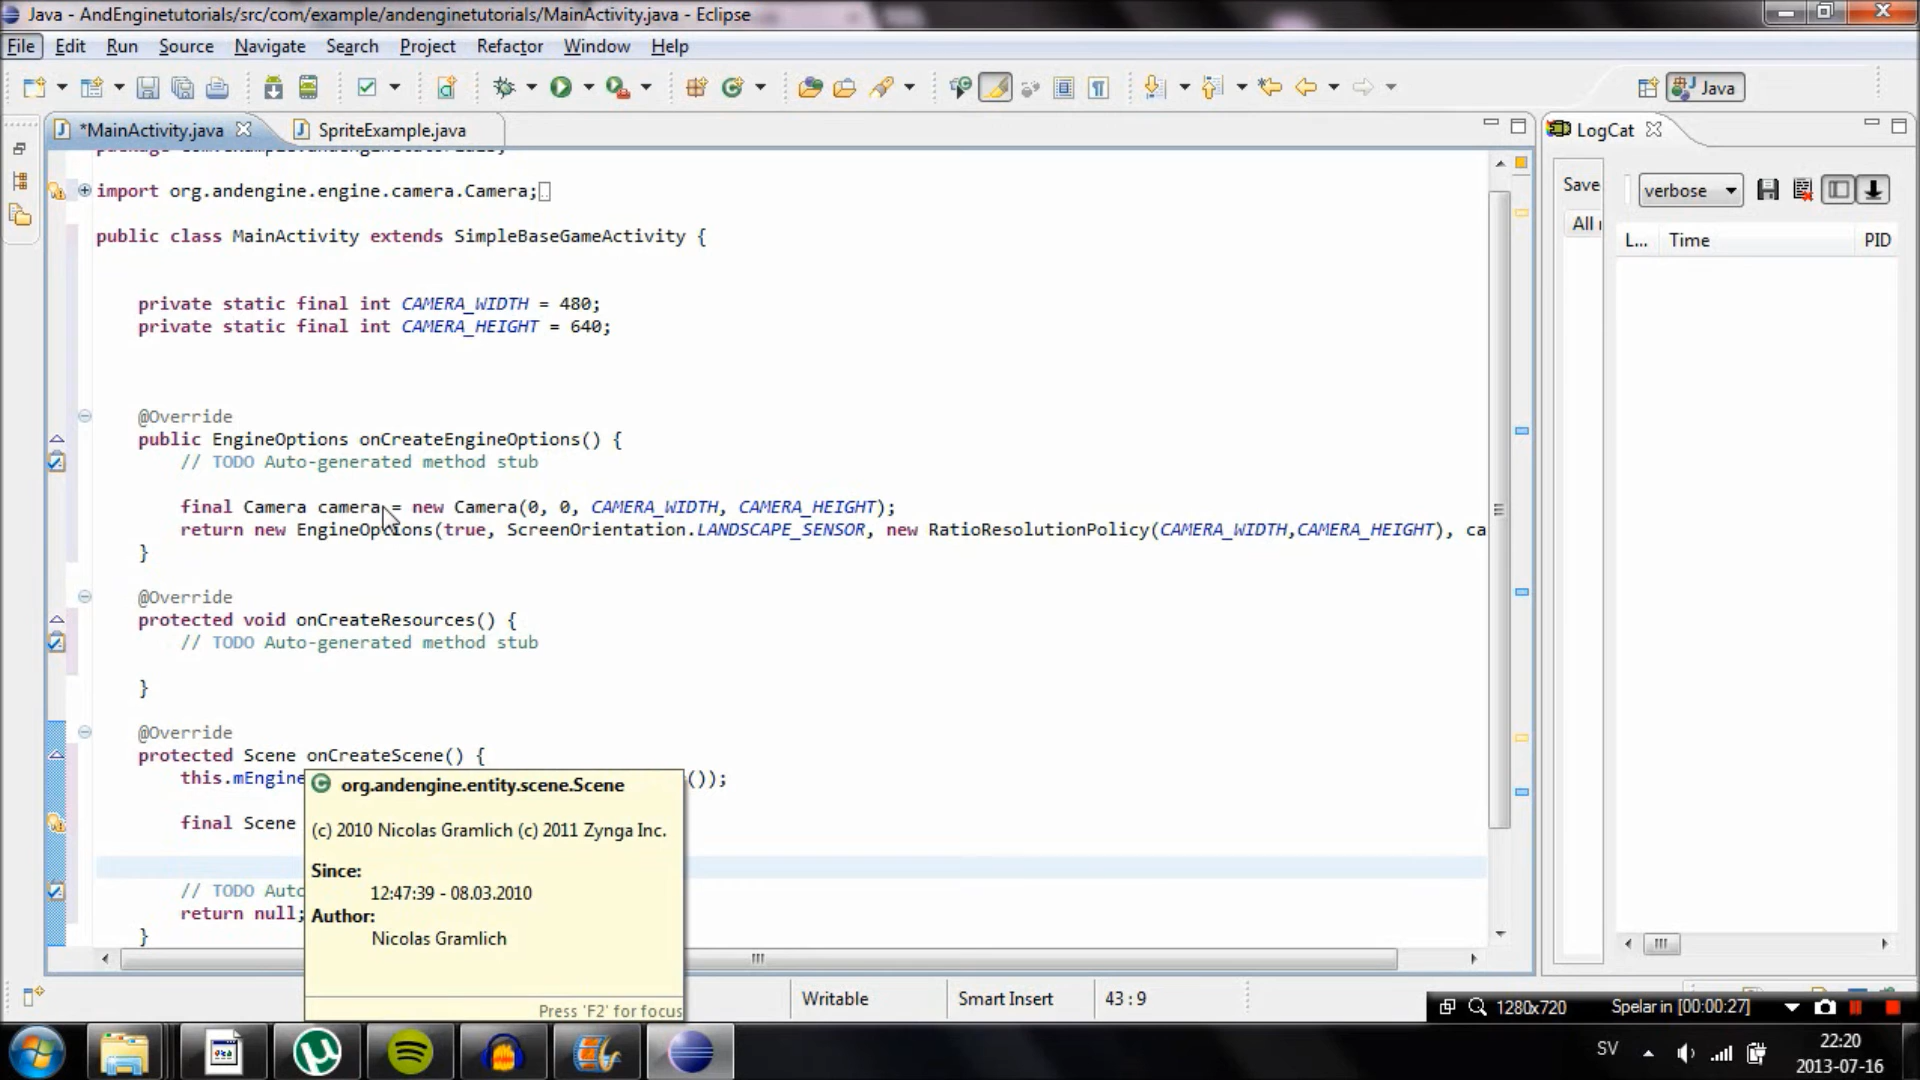 Java - AndEnginetutorials/src/com/example/andenginetutorials/MainActivity.java - Eclipse
File Edit Run Source Navigate Search Project Refactor Window Help
Java
*MainActivity.java SpriteExample.java
LogCat
import org.andengine.engine.camera.Camera;
Save verbose
public class MainActivity extends SimpleBaseGameActivity {
All
L... Time PID
private static final int CAMERA_WIDTH = 480;
private static final int CAMERA_HEIGHT = 640;
@Override
public EngineOptions onCreateEngineOptions() {
// TODO Auto-generated method stub
final Camera camera = new Camera(0, 0, CAMERA_WIDTH, CAMERA_HEIGHT);
return new EngineOptions(true, ScreenOrientation.LANDSCAPE_SENSOR, new RatioResolutionPolicy(CAMERA_WIDTH,CAMERA_HEIGHT), ca
}
@Override
protected void onCreateResources() {
// TODO Auto-generated method stub
}
@Override
protected Scene onCreateScene() {
this.mEngine ());
org.andengine.entity.scene.Scene
final Scene
(c) 2010 Nicolas Gramlich (c) 2011 Zynga Inc.
Since:
12:47:39 - 08.03.2010
// TODO Auto
return null;
Author:
Nicolas Gramlich
}
Press 'F2' for focus
Writable Smart Insert 43 : 9
1280x720 Spelar in [00:00:27]
SV
22:20
2013-07-16